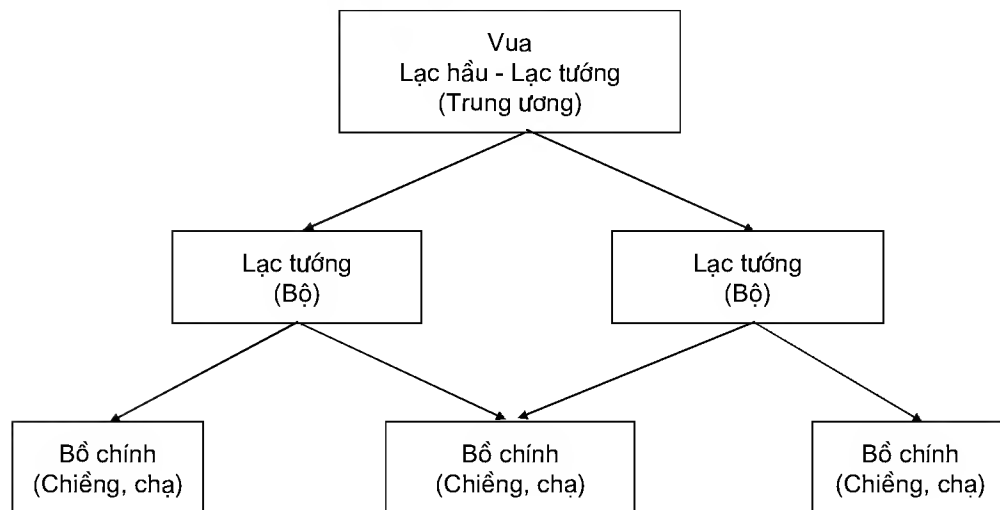 Vua
Lạc hầu - Lạc tướng
(Trung ương)
Lạc tướng
(Bộ)
Lạc tướng
(Bộ)
Bồ chính
(Chiềng, chạ)
Bồ chính
(Chiềng, chạ)
Bồ chính
(Chiềng, chạ)